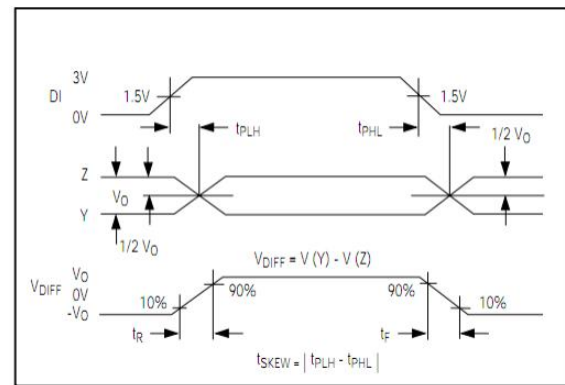 3V
DI
1.5V
1.5V
0V
tPLH
tPHL
1/2 VO
Z
VO
Y
1/2 VO
VDIFF = V (Y) - V (Z)
VO
VDIFF
0V
-VO
10%
90%
90%
10%
tR
tF
tSKEW = | tPLH - tPHL |